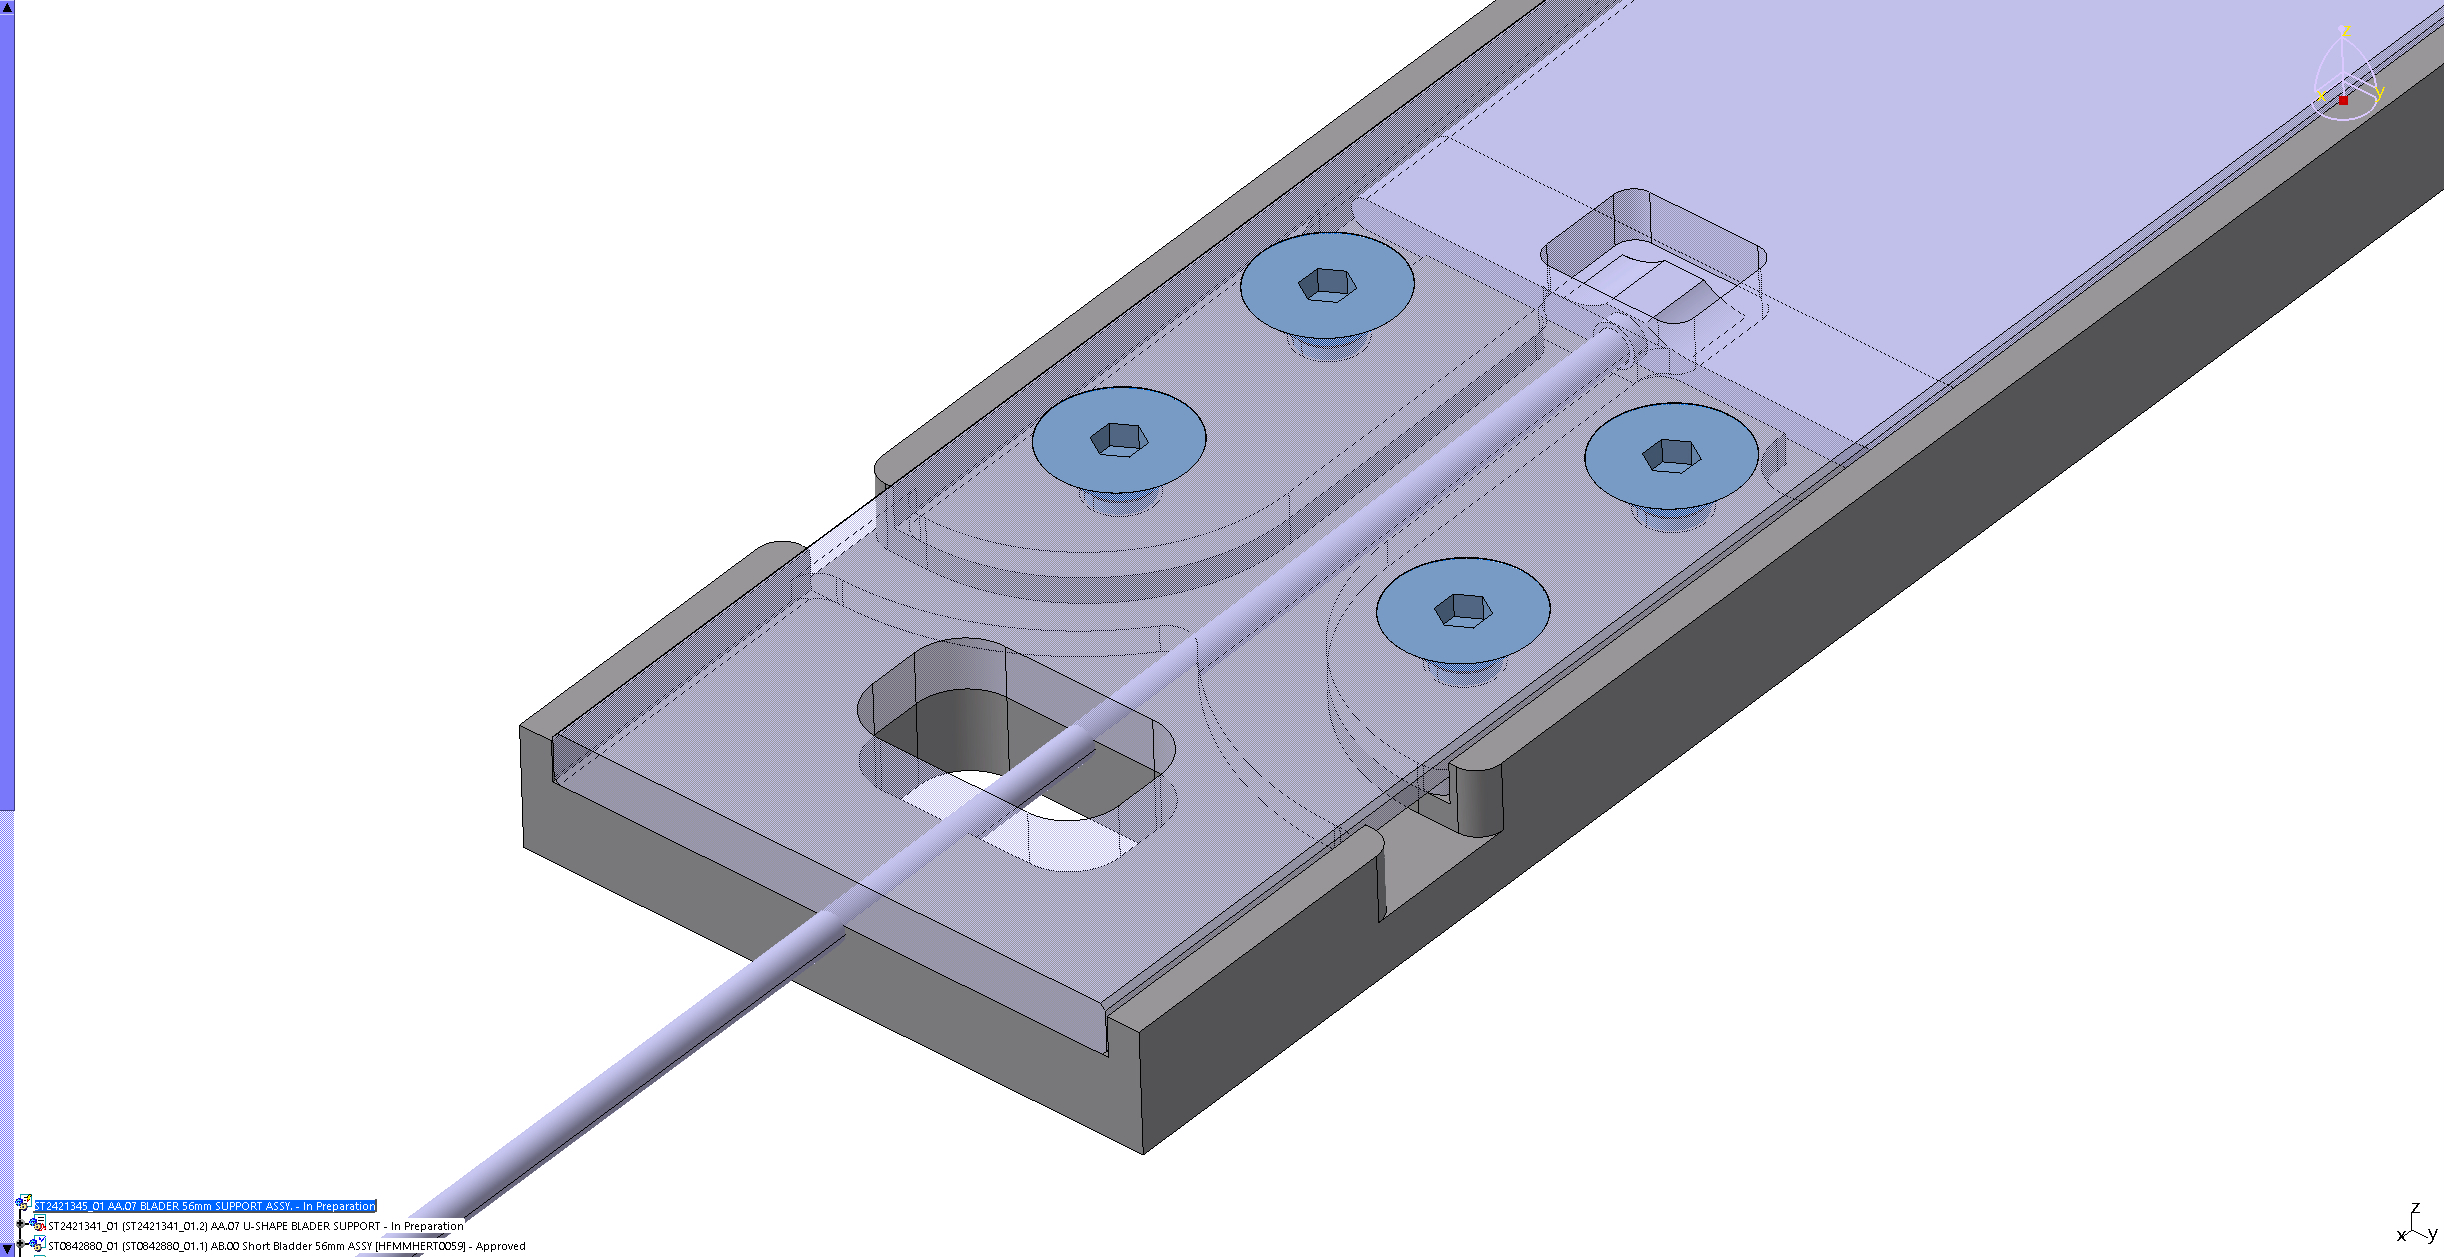 z
x
y
ST2421345_01 AA.07 BLADER 56mm SUPPORT ASSY. - In Preparation
ST2421341_01 (ST2421341_01.2) AA.07 U-SHAPE BLADER SUPPORT - In Preparation
ST0842880_01 (ST0842880_01.1) AB.00 Short Bladder 56mm ASSY [HFMMHERT0059] - Approved
z
x
y